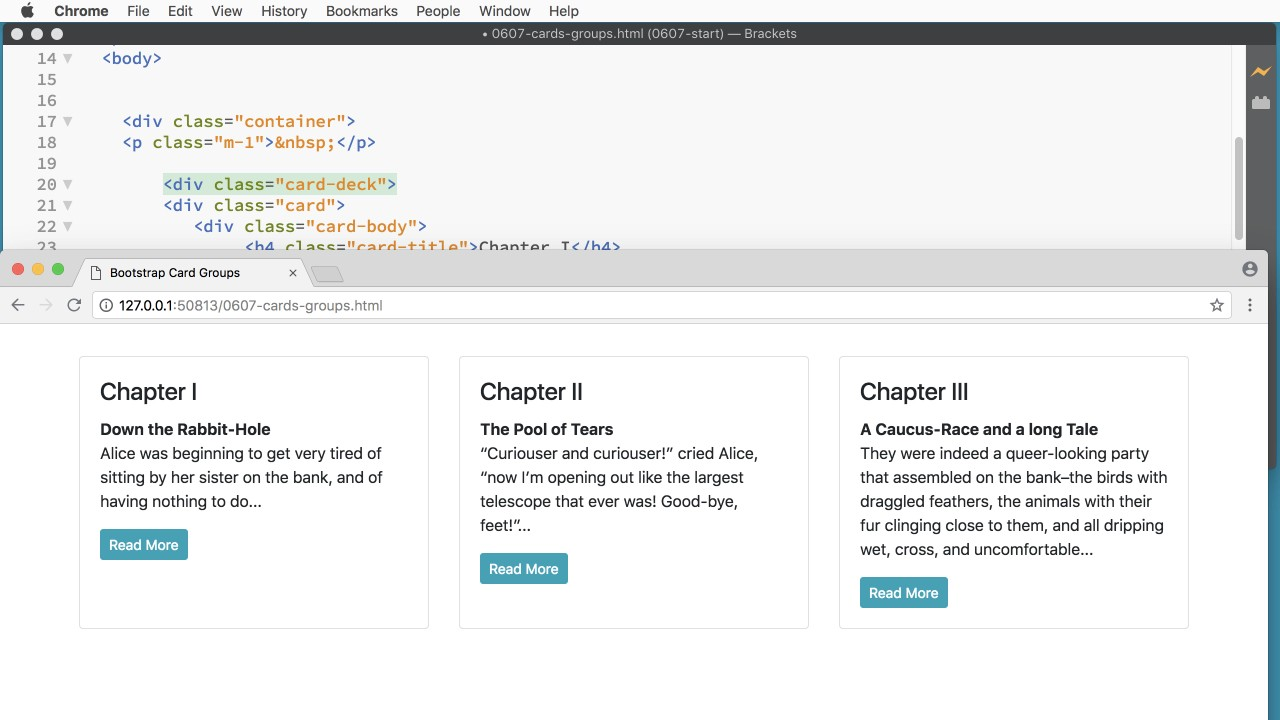 Chrome File Edit View History Bookmarks People Window Help
• 0607-cards-groups.html (0607-start) — Brackets
14 <body>
15
16
17 <div class="container">
18 <p class="m-1">&nbsp;</p>
19
20 <div class="card-deck">
21 <div class="card">
22 <div class="card-body">
23 <h4 class="card-title">Chapter I</h4>
Bootstrap Card Groups
127.0.0.1:50813/0607-cards-groups.html
Chapter I
Down the Rabbit-Hole
Alice was beginning to get very tired of
sitting by her sister on the bank, and of
having nothing to do...
Read More
Chapter II
The Pool of Tears
“Curiouser and curiouser!” cried Alice,
“now I’m opening out like the largest
telescope that ever was! Good-bye,
feet!”...
Read More
Chapter III
A Caucus-Race and a long Tale
They were indeed a queer-looking party
that assembled on the bank–the birds with
draggled feathers, the animals with their
fur clinging close to them, and all dripping
wet, cross, and uncomfortable...
Read More